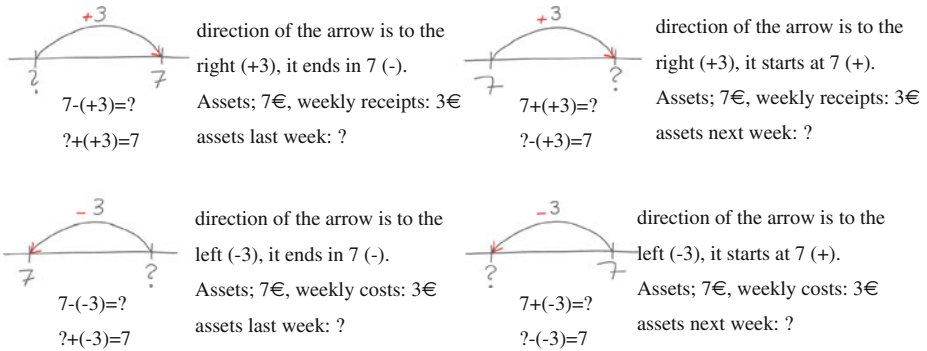 +3
? 7
7-(+3)=?
?+(+3)=7
direction of the arrow is to the
right (+3), it ends in 7 (-).
Assets; 7€, weekly receipts: 3€
assets last week: ?
+3
7 ?
7+(+3)=?
?-(+3)=7
direction of the arrow is to the
right (+3), it starts at 7 (+).
Assets; 7€, weekly receipts: 3€
assets next week: ?
-3
7 ?
7-(-3)=?
?+(-3)=7
direction of the arrow is to the
left (-3), it ends in 7 (-).
Assets; 7€, weekly costs: 3€
assets last week: ?
-3
? 7
7+(-3)=?
?-(-3)=7
direction of the arrow is to the
left (-3), it starts at 7 (+).
Assets; 7€, weekly costs: 3€
assets next week: ?